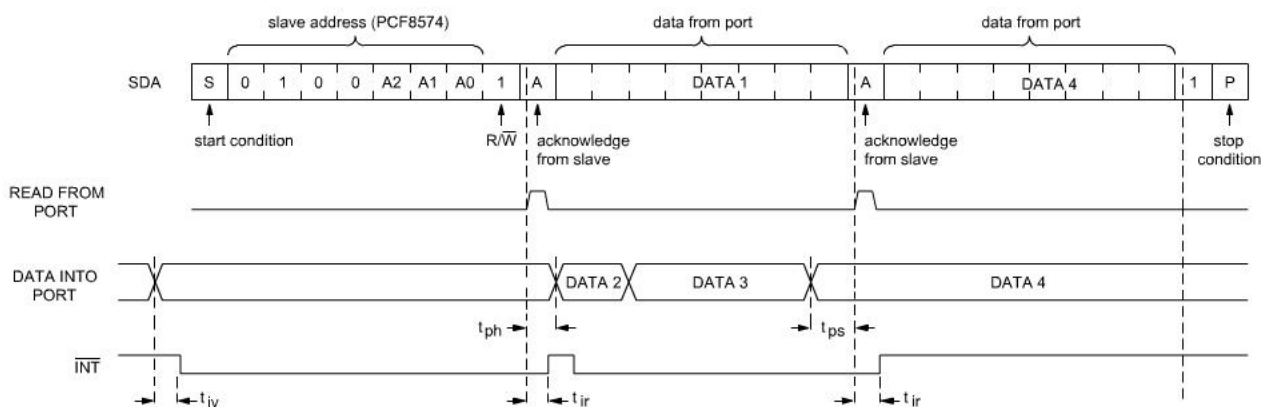 slave address (PCF8574) data from port data from port
SDA S 0 1 0 0 A2 A1 A0 1 A DATA 1 A DATA 4 1 P
start condition R/W̅ acknowledge from slave acknowledge from slave stop condition
READ FROM
PORT
DATA INTO
PORT DATA 2 DATA 3 DATA 4
tph tps
I̅N̅T̅
tiv tir tir